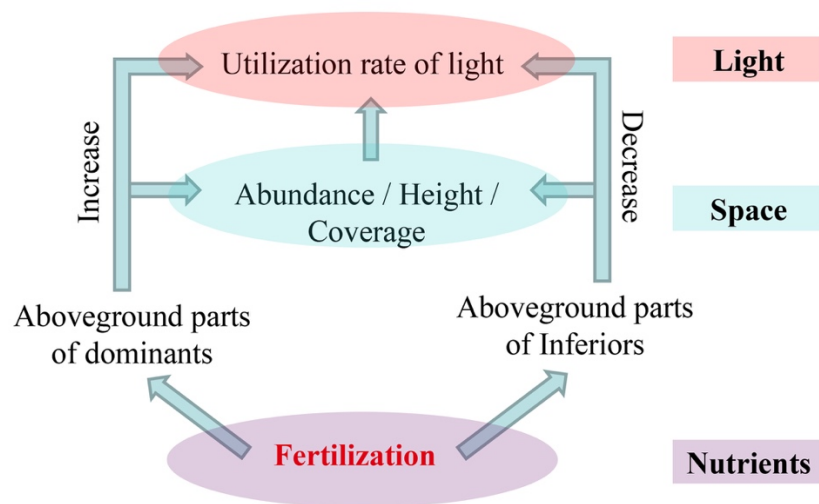 Utilization rate of light
Light
Increase
Decrease
Abundance / Height /
Coverage
Space
Aboveground parts
of dominants
Aboveground parts
of Inferiors
Fertilization
Nutrients